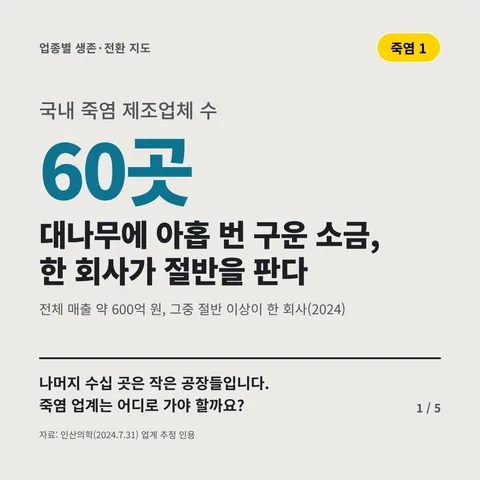 업종별 생존·전환 지도
죽염 1
국내 죽염 제조업체 수
60곳
대나무에 아홉 번 구운 소금,
한 회사가 절반을 판다
전체 매출 약 600억 원, 그중 절반 이상이 한 회사(2024)
나머지 수십 곳은 작은 공장들입니다.
죽염 업계는 어디로 가야 할까요?
1 / 5
자료: 인산의학(2024.7.31) 업계 추정 인용